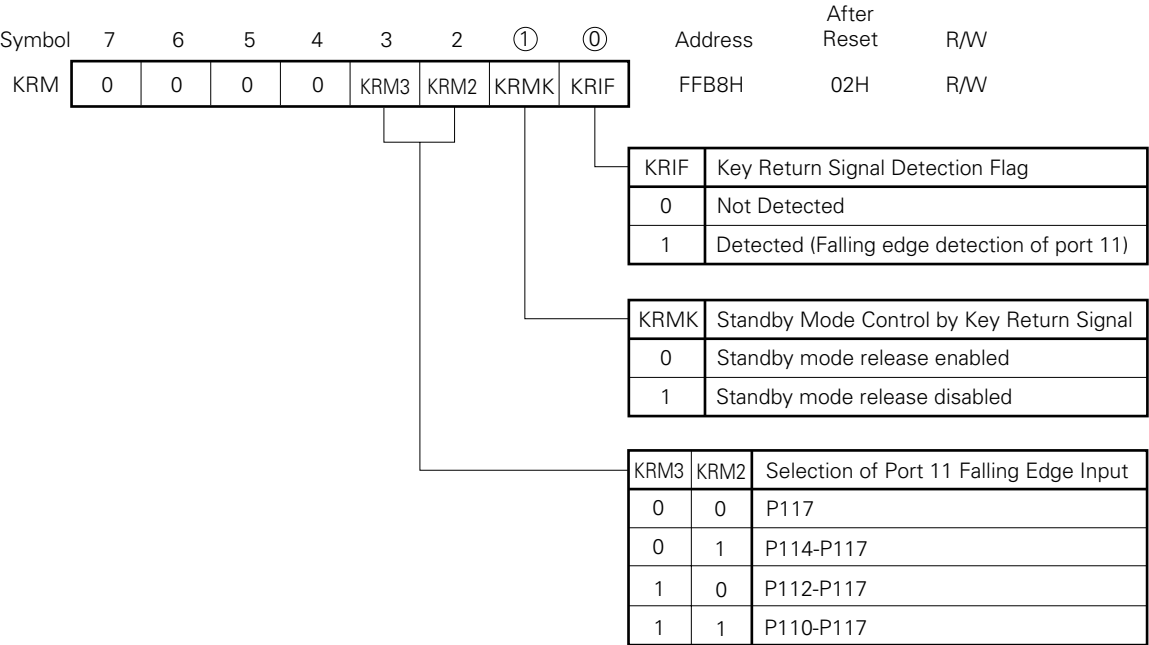 Symbol 7 6 5 4 3 2 ① ⓪ Address After Reset R/W
KRM 0 0 0 0 KRM3 KRM2 KRMK KRIF FFB8H 02H R/W
KRIF Key Return Signal Detection Flag
0 Not Detected
1 Detected (Falling edge detection of port 11)
KRMK Standby Mode Control by Key Return Signal
0 Standby mode release enabled
1 Standby mode release disabled
KRM3 KRM2 Selection of Port 11 Falling Edge Input
0 0 P117
0 1 P114-P117
1 0 P112-P117
1 1 P110-P117